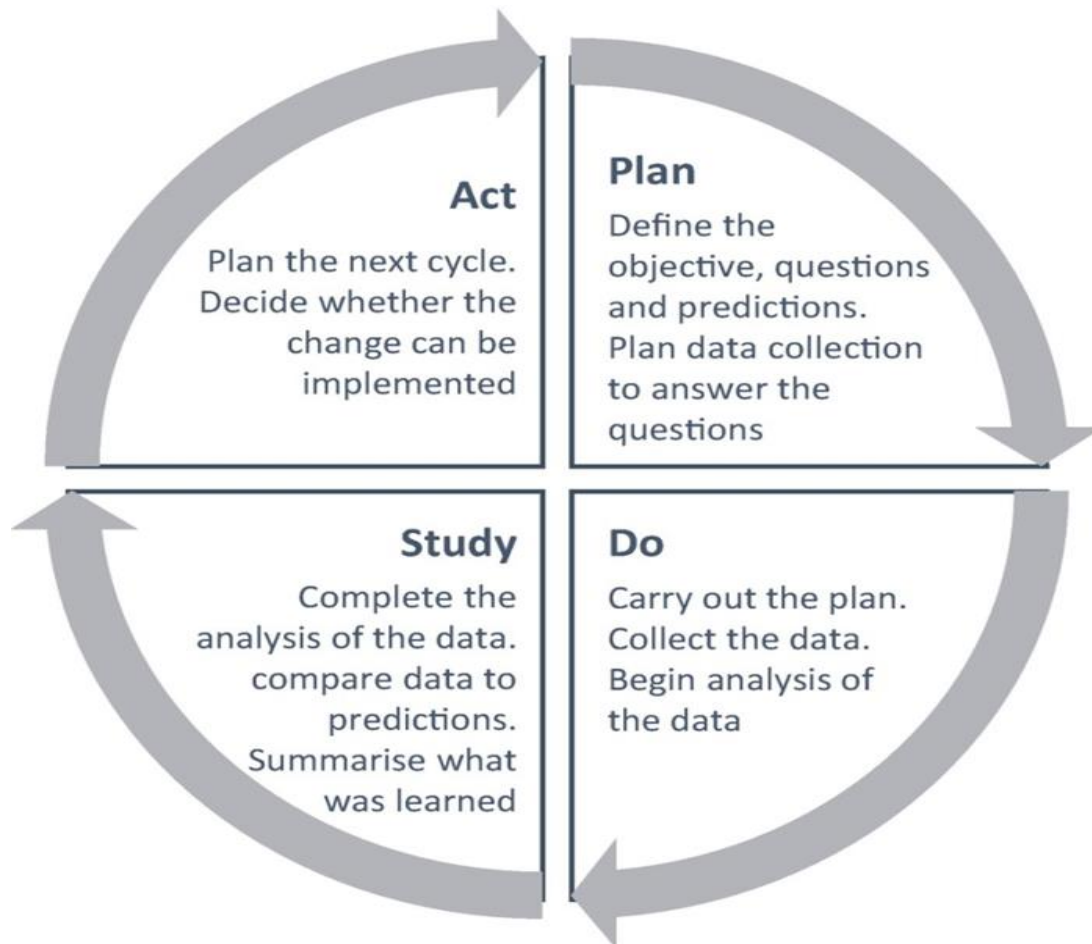 Act
Plan the next cycle.
Decide whether the
change can be
implemented
Plan
Define the
objective, questions
and predictions.
Plan data collection
to answer the
questions
Study
Complete the
analysis of the data.
compare data to
predictions.
Summarise what
was learned
Do
Carry out the plan.
Collect the data.
Begin analysis of
the data